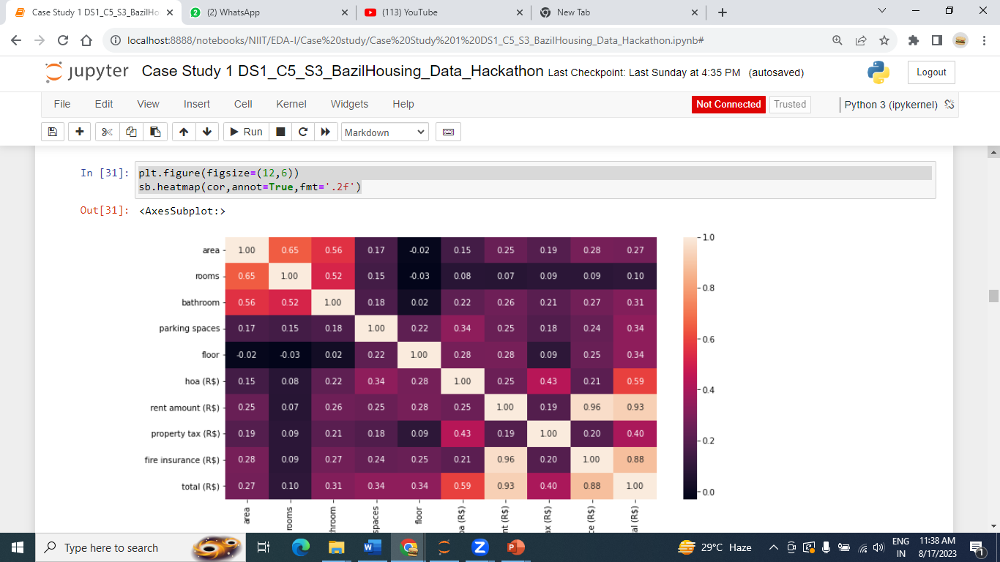 Case Study 1 DS1_C5_S3_BazilHo
(2) WhatsApp
(113) YouTube
New Tab
localhost:8888/notebooks/NIIT/EDA-I/Case%20study/Case%20Study%201%20DS1_C5_S3_BazilHousing_Data_Hackathon.ipynb#
jupyter Case Study 1 DS1_C5_S3_BazilHousing_Data_Hackathon Last Checkpoint: Last Sunday at 4:35 PM (autosaved)
Logout
File Edit View Insert Cell Kernel Widgets Help
Not Connected Trusted Python 3 (ipykernel)
Run Markdown
In [31]: plt.figure(figsize=(12,6))
sb.heatmap(cor,annot=True,fmt='.2f')
Out[31]: <AxesSubplot:>
area 1.00 0.65 0.56 0.17 -0.02 0.15 0.25 0.19 0.28 0.27
rooms 0.65 1.00 0.52 0.15 -0.03 0.08 0.07 0.09 0.09 0.10
bathroom 0.56 0.52 1.00 0.18 0.02 0.22 0.26 0.21 0.27 0.31
parking spaces 0.17 0.15 0.18 1.00 0.22 0.34 0.25 0.18 0.24 0.34
floor -0.02 -0.03 0.02 0.22 1.00 0.28 0.28 0.09 0.25 0.34
hoa (R$) 0.15 0.08 0.22 0.34 0.28 1.00 0.25 0.43 0.21 0.59
rent amount (R$) 0.25 0.07 0.26 0.25 0.28 0.25 1.00 0.19 0.96 0.93
property tax (R$) 0.19 0.09 0.21 0.18 0.09 0.43 0.19 1.00 0.20 0.40
fire insurance (R$) 0.28 0.09 0.27 0.24 0.25 0.21 0.96 0.20 1.00 0.88
total (R$) 0.27 0.10 0.31 0.34 0.34 0.59 0.93 0.40 0.88 1.00
area
rooms
hroom
spaces
floor
oa (R$)
nt (R$)
ax (R$)
ce (R$)
al (R$)
1.0
0.8
0.6
0.4
0.2
0.0
Type here to search
29°C Haze
ENG
IN
11:38 AM
8/17/2023
1